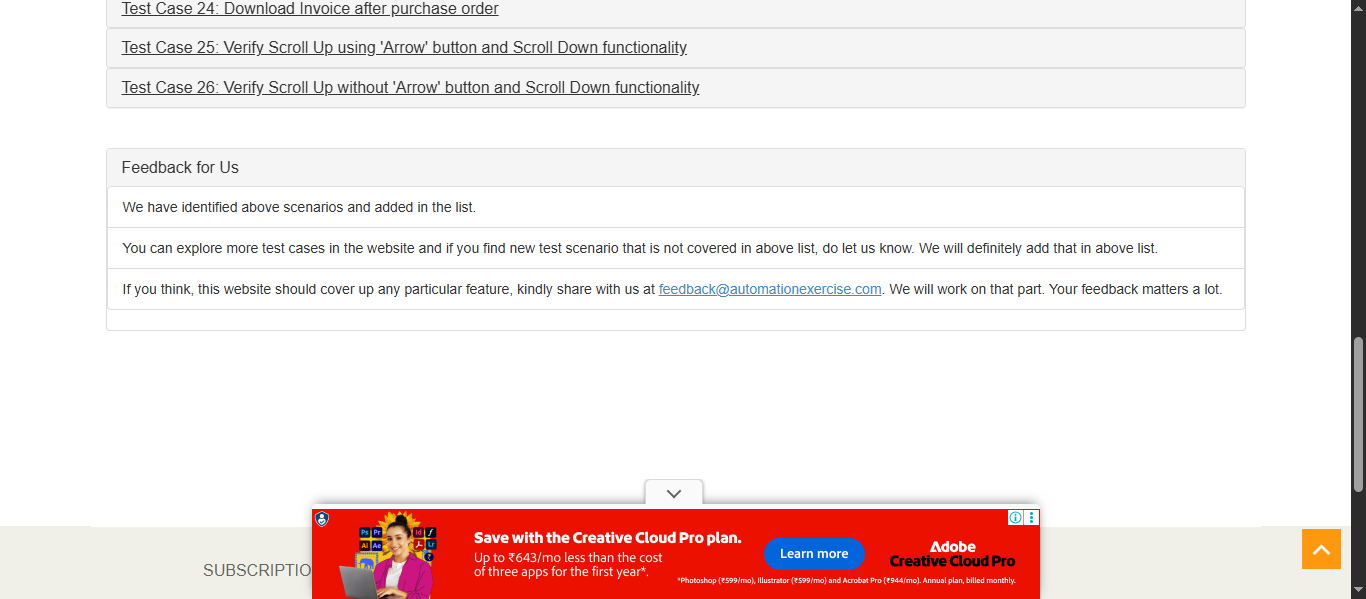 Test Case 24: Download Invoice after purchase order
Test Case 25: Verify Scroll Up using 'Arrow' button and Scroll Down functionality
Test Case 26: Verify Scroll Up without 'Arrow' button and Scroll Down functionality
Feedback for Us
We have identified above scenarios and added in the list.
You can explore more test cases in the website and if you find new test scenario that is not covered in above list, do let us know. We will definitely add that in above list.
If you think, this website should cover up any particular feature, kindly share with us at feedback@automationexercise.com. We will work on that part. Your feedback matters a lot.
SUBSCRIPTIO
Ps Pr Id f
Ai Ae Lr
Save with the Creative Cloud Pro plan.
Up to ₹643/mo less than the cost
of three apps for the first year*.
Learn more
Adobe
Creative Cloud Pro
*Photoshop (₹599/mo), Illustrator (₹599/mo) and Acrobat Pro (₹944/mo). Annual plan, billed monthly.